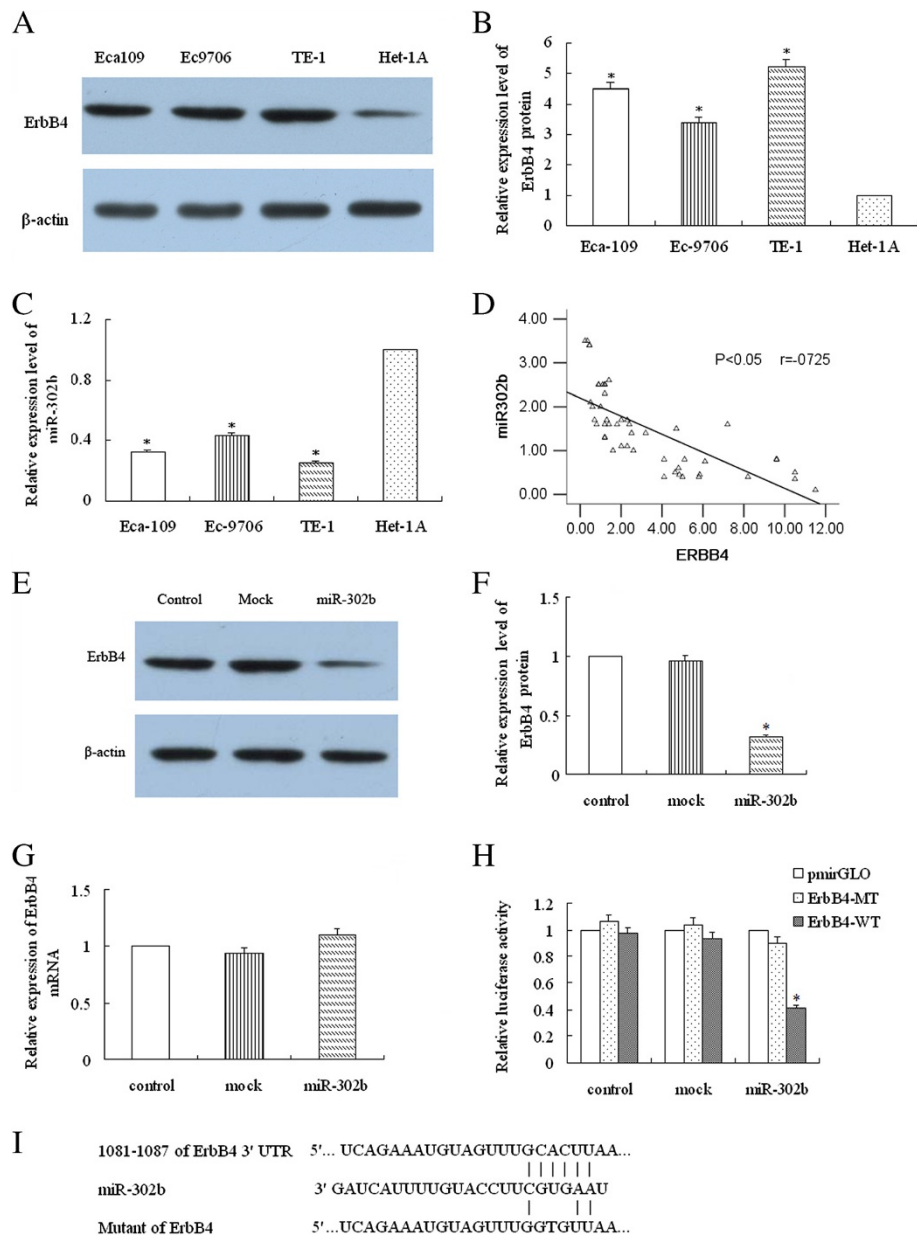 A
Eca109 Ec9706 TE-1 Het-1A
ErbB4
β-actin
B
Relative expression level of
ErbB4 protein
6
5
4
3
2
1
0
* * *
Eca-109 Ec-9706 TE-1 Het-1A
C
Relative expression level of
miR-302b
1.2
0.8
0.4
0
* * *
Eca-109 Ec-9706 TE-1 Het-1A
D
miR302b
4.00
3.00
2.00
1.00
0.00
P<0.05 r=-0725
0.00 2.00 4.00 6.00 8.00 10.00 12.00
ERBB4
E
Control Mock miR-302b
ErbB4
β-actin
F
Relative expression level of
ErbB4 protein
1.5
1
0.5
0
*
control mock miR-302b
G
Relative expression of ErbB4
mRNA
1.5
1
0.5
0
control mock miR-302b
H
Relative luciferase activity
1.2
1
0.8
0.6
0.4
0.2
0
pmirGLO
ErbB4-MT
ErbB4-WT
*
control mock miR-302b
I
1081-1087 of ErbB4 3' UTR 5'... UCAGAAAUGUAGUUUGCACUUAA...
miR-302b 3' GAUCAUUUUGUACCUUCGUGAAU
Mutant of ErbB4 5'... UCAGAAAUGUAGUUUGGUGUUAA...